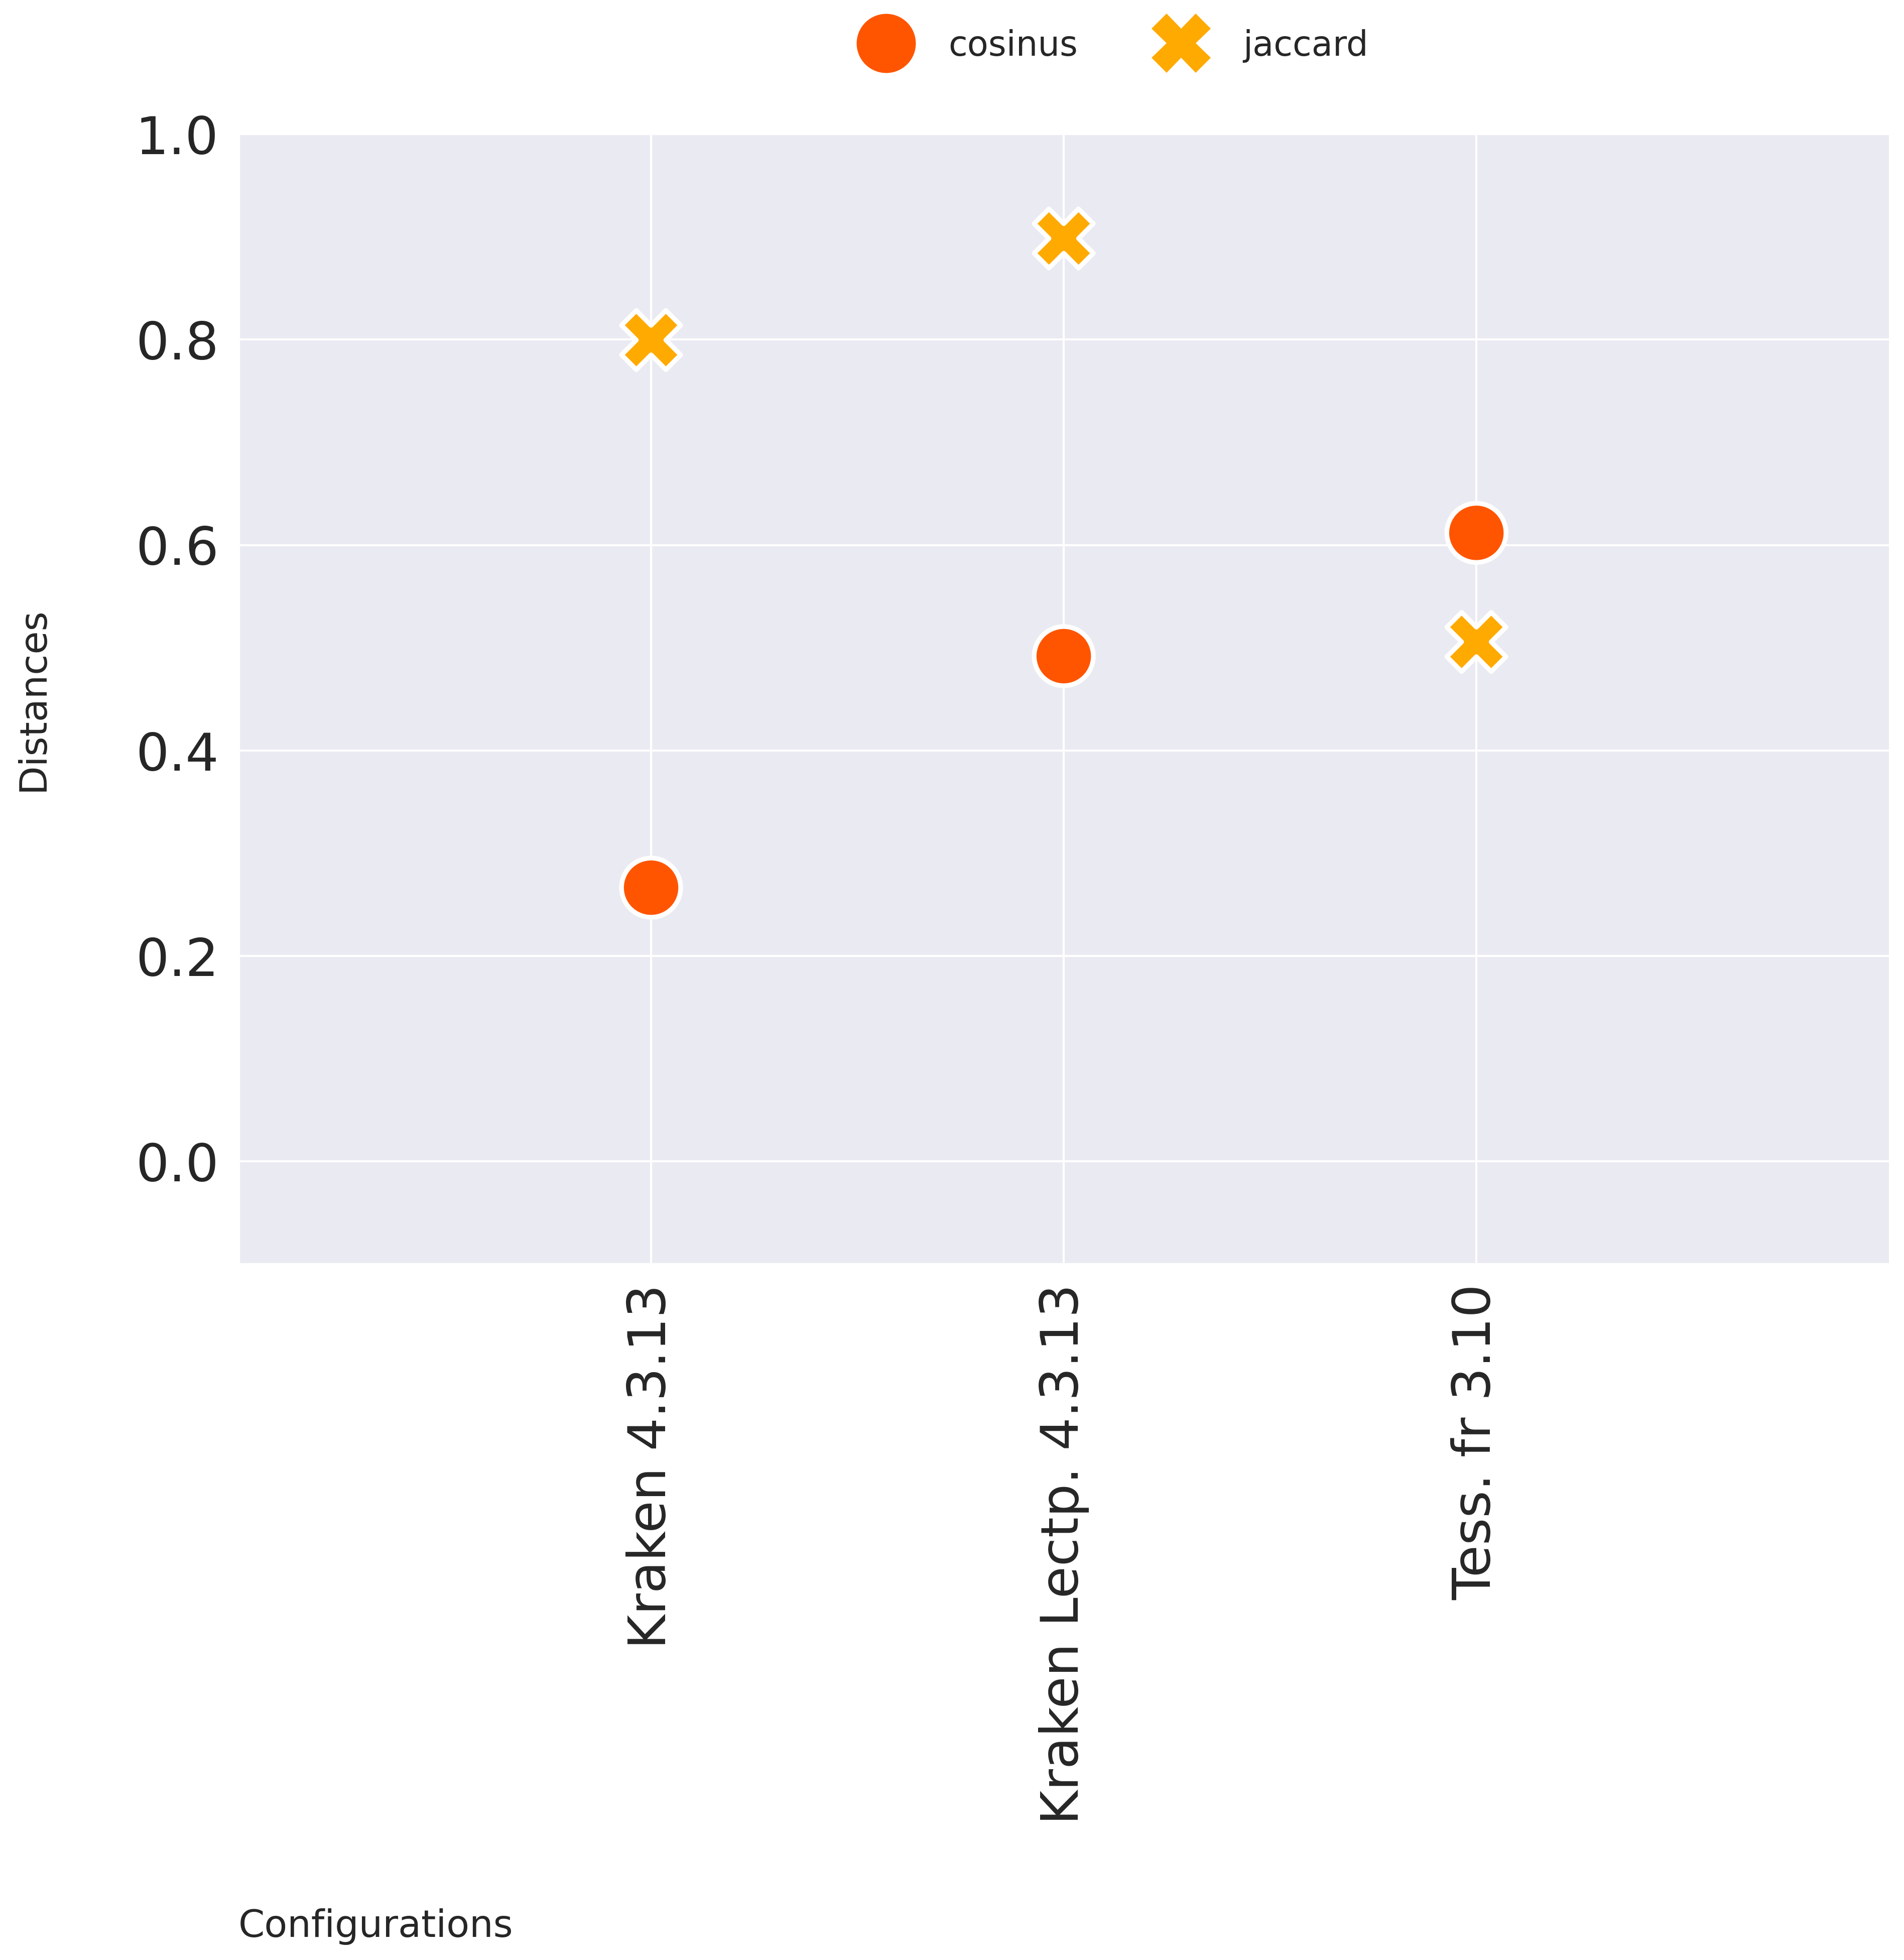 cosinus jaccard
1.0
0.8
0.6
0.4
0.2
0.0
Distances
Kraken 4.3.13
Kraken Lectp. 4.3.13
Tess. fr 3.10
Configurations